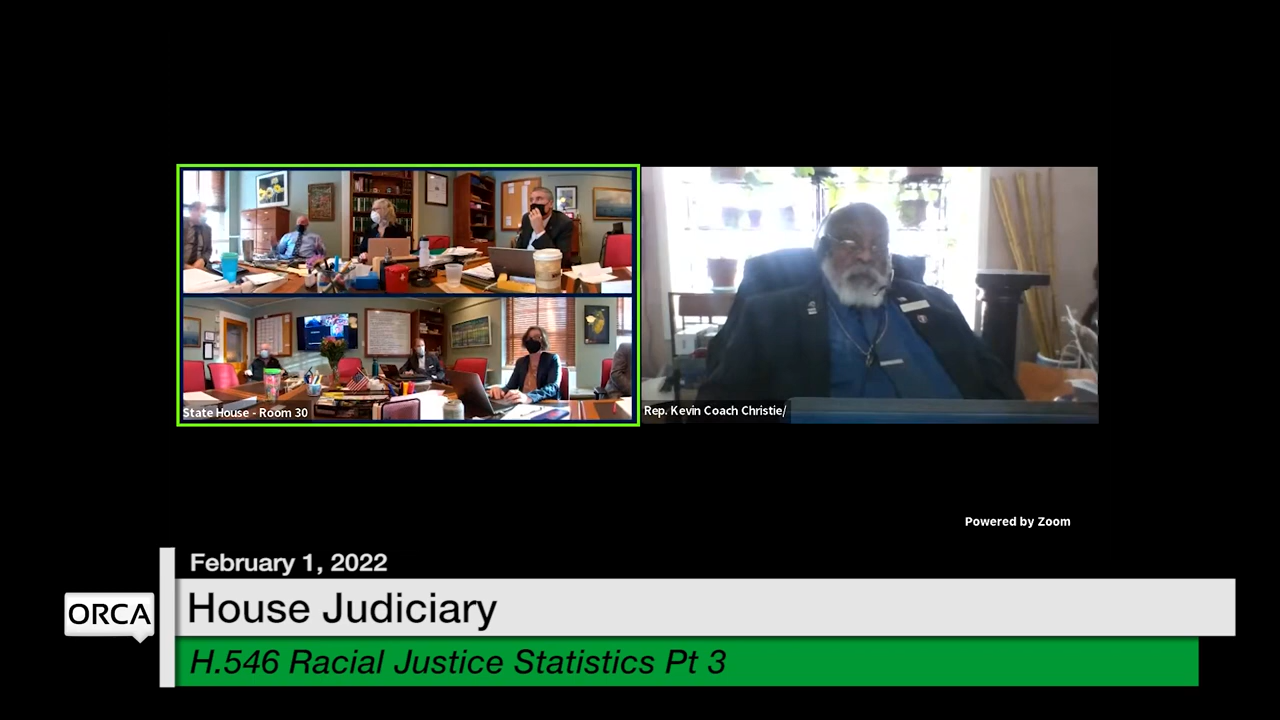 State House - Room 30
Rep. Kevin Coach Christie/
Powered by Zoom
February 1, 2022
ORCA
House Judiciary
H.546 Racial Justice Statistics Pt 3